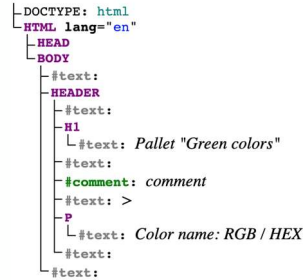 DOCTYPE: html
HTML lang="en"
HEAD
BODY
#text:
HEADER
#text:
H1
#text: Pallet "Green colors"
#text:
#comment: comment
#text: >
P
#text: Color name: RGB / HEX
#text:
#text: